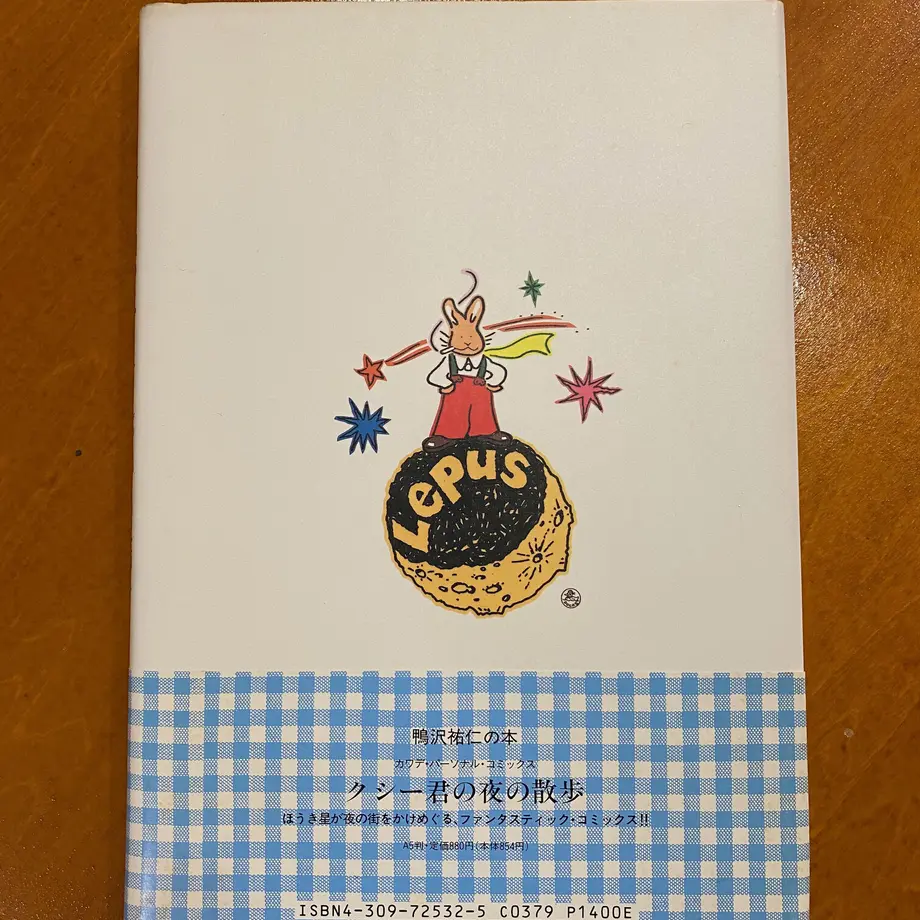 Lepus
鴨沢祐仁の本
カワデ・パーソナル・コミックス
クシー君の夜の散歩
ほうき星が夜の街をかけめぐる、ファンタスティック・コミックス!!
A5判・定価880円(本体854円)
ISBN4-309-72532-5 C0379 P1400E